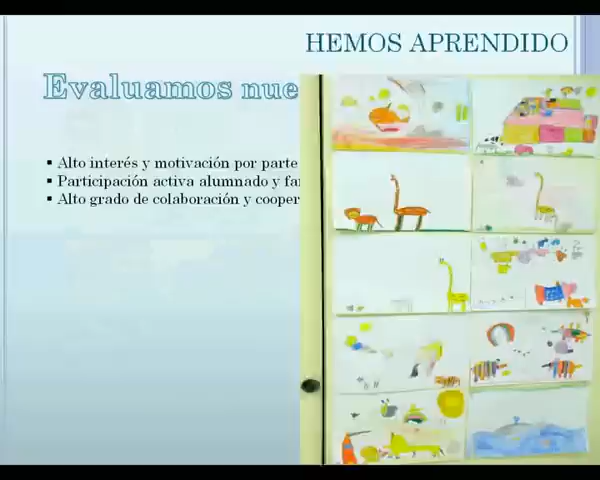 HEMOS APRENDIDO
Evaluamos nue
▪ Alto interés y motivación por parte
▪ Participación activa alumnado y fa
▪ Alto grado de colaboración y cooper